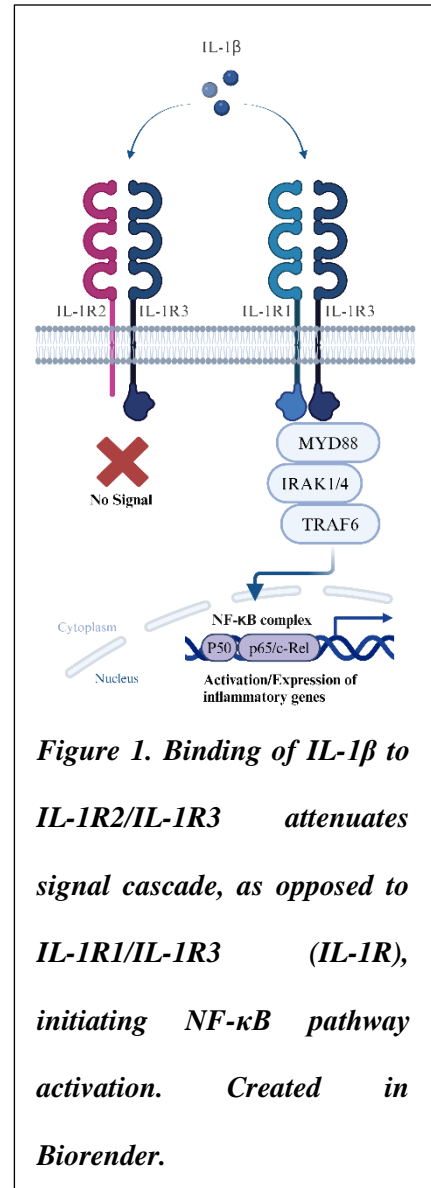 IL-1β
IL-1R2 IL-1R3 IL-1R1 IL-1R3
MYD88
No Signal
IRAK1/4
TRAF6
Cytoplasm
NF-κB complex
P50 p65/c-Rel
Nucleus
Activation/Expression of
inflammatory genes
Figure 1. Binding of IL-1β to
IL-1R2/IL-1R3 attenuates
signal cascade, as opposed to
IL-1R1/IL-1R3 (IL-1R),
initiating NF-κB pathway
activation. Created in
Biorender.